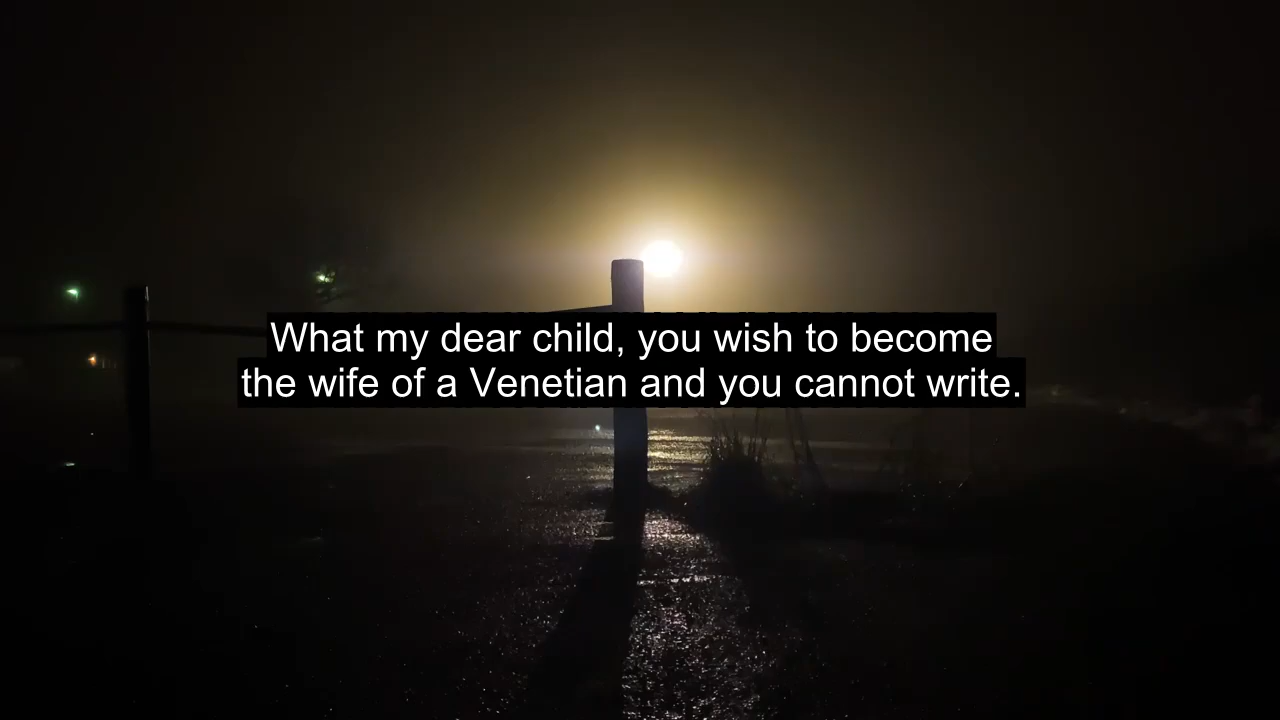 What my dear child, you wish to become
the wife of a Venetian and you cannot write.